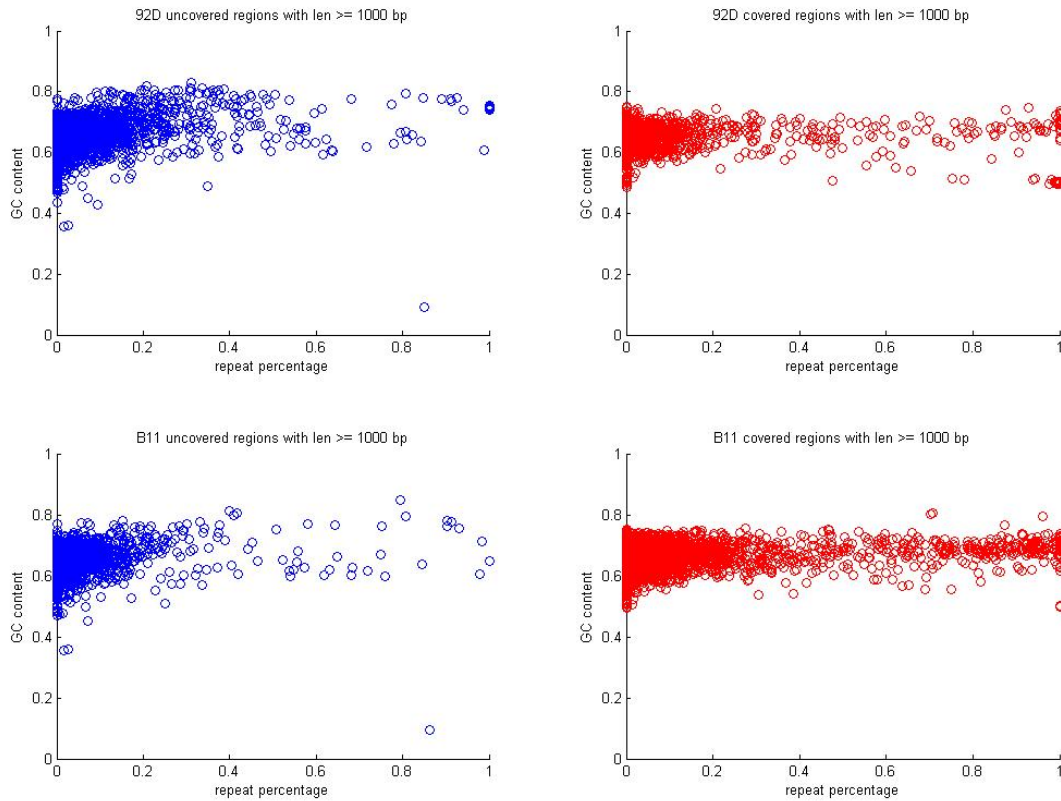 92D uncovered regions with len >= 1000 bp
1
0.8
0.6
0.4
0.2
0
GC content
0 0.2 0.4 0.6 0.8 1
repeat percentage
92D covered regions with len >= 1000 bp
1
0.8
0.6
0.4
0.2
0
GC content
0 0.2 0.4 0.6 0.8 1
repeat percentage
B11 uncovered regions with len >= 1000 bp
1
0.8
0.6
0.4
0.2
0
GC content
0 0.2 0.4 0.6 0.8 1
repeat percentage
B11 covered regions with len >= 1000 bp
1
0.8
0.6
0.4
0.2
0
GC content
0 0.2 0.4 0.6 0.8 1
repeat percentage